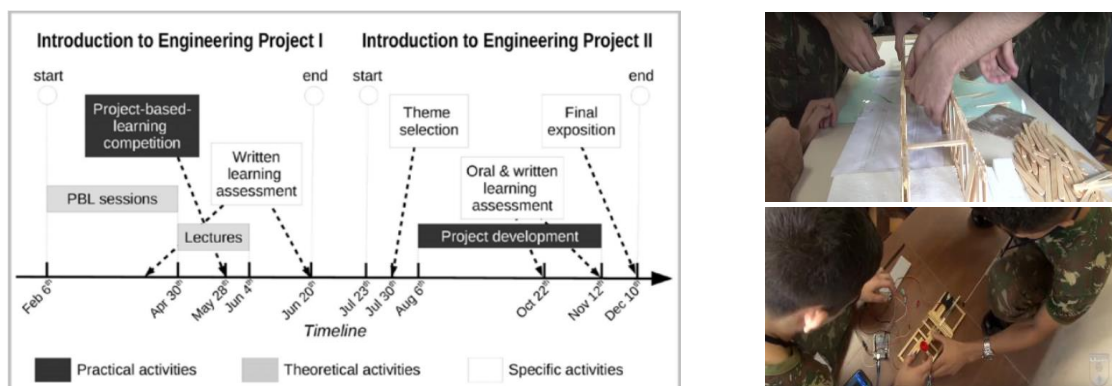 Introduction to Engineering Project I
Introduction to Engineering Project II
start
end
start
end
Project-based-
learning
competition
Written
learning
assessment
PBL sessions
Lectures
Theme
selection
Final
exposition
Oral & written
learning
assessment
Project development
Feb 6th
Apr 30th
May 28th
Jun 4th
Jun 20th
Jul 23th
Jul 30th
Aug 6th
Oct 22th
Nov 12th
Dec 10th
Timeline
Practical activities
Theoretical activities
Specific activities